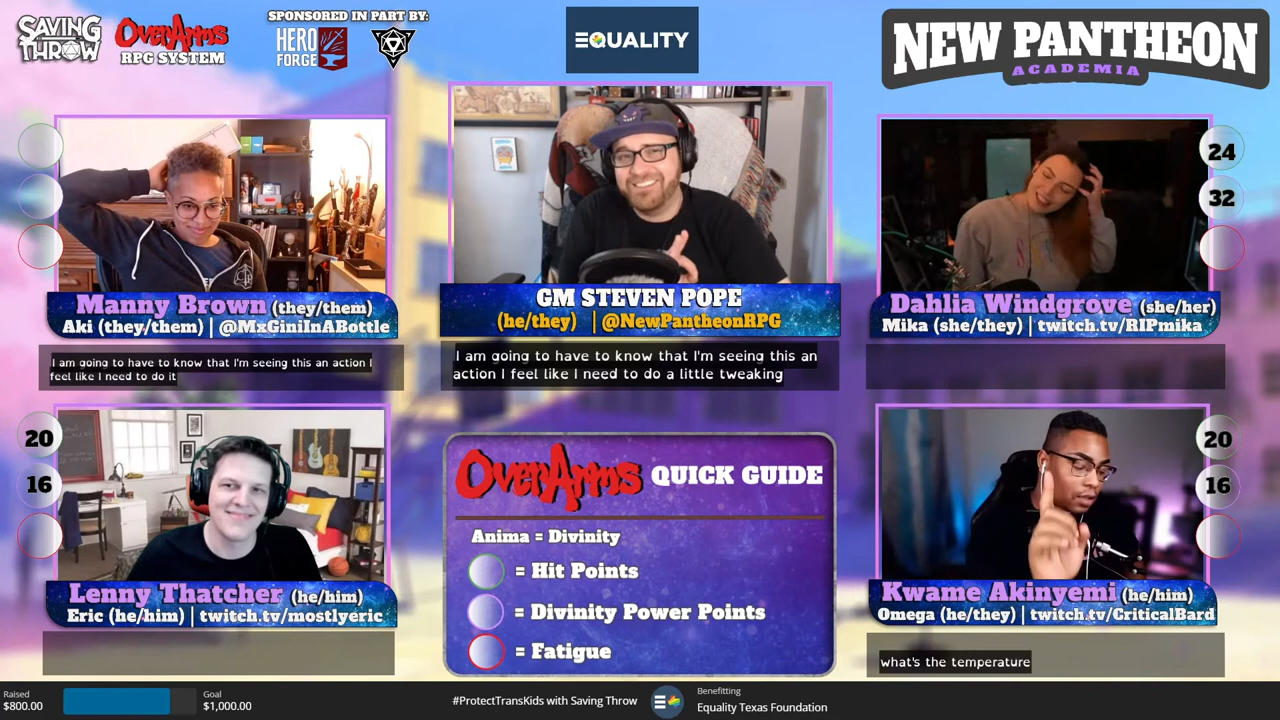 SAVING
THROW
OVERARMS
RPG SYSTEM
SPONSORED IN PART BY:
HERO
FORGE
EQUALITY
NEW PANTHEON
ACADEMIA
24
32
Manny Brown (they/them)
Aki (they/them) | @MxGiniInABottle
GM STEVEN POPE
(he/they) | @NewPantheonRPG
Dahlia Windgrove (she/her)
Mika (she/they) | twitch.tv/RIPmika
I am going to have to know that I'm seeing this an action I
feel like I need to do it
I am going to have to know that I'm seeing this an
action I feel like I need to do a little tweaking
20
16
20
16
OVERARMS QUICK GUIDE
Anima = Divinity
= Hit Points
= Divinity Power Points
= Fatigue
Lenny Thatcher (he/him)
Eric (he/him) | twitch.tv/mostlyeric
Kwame Akinyemi (he/him)
Omega (he/they) | twitch.tv/CriticalBard
what's the temperature
Raised
$800.00
Goal
$1,000.00
#ProtectTransKids with Saving Throw
Benefitting
Equality Texas Foundation